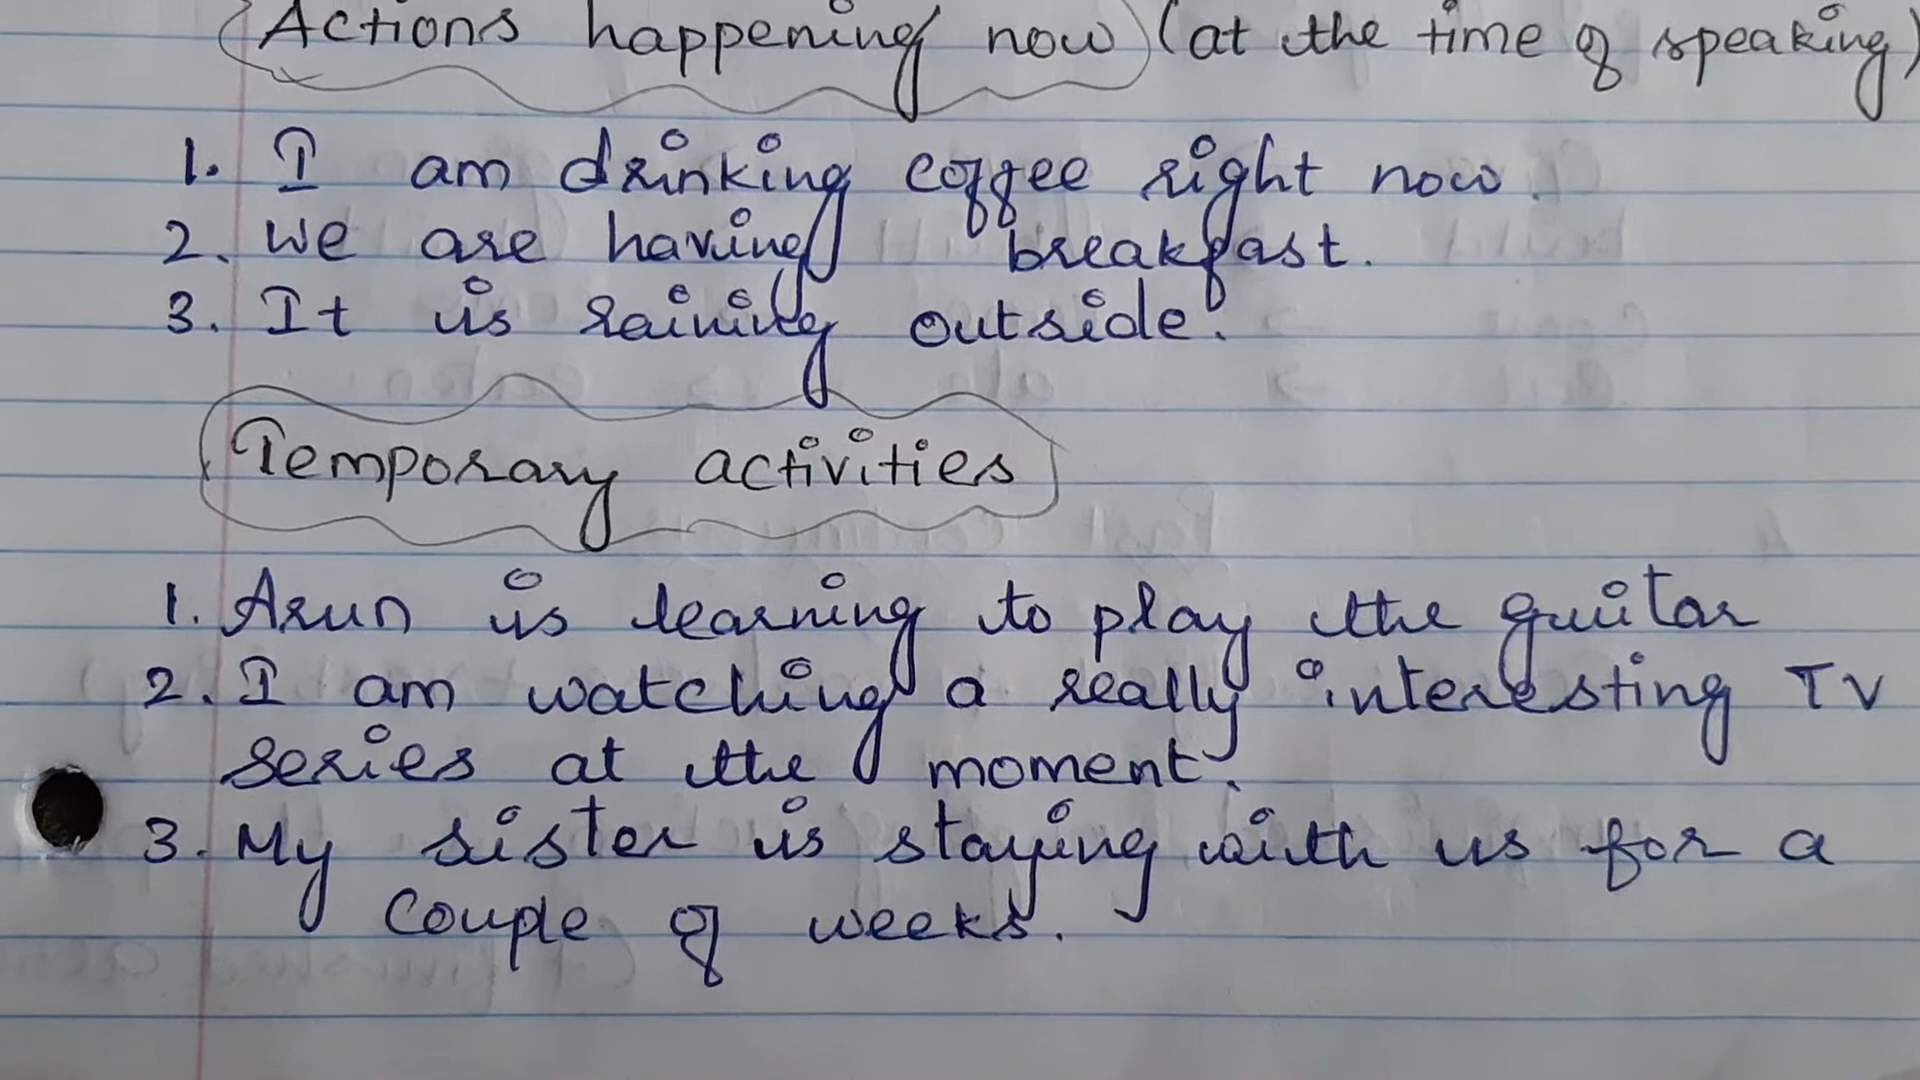 Actions happening now (at the time of speaking)
1. I am drinking coffee right now.
2. We are having breakfast.
3. It is raining outside.
Temporary activities
1. Arun is learning to play the guitar
2. I am watching a really interesting TV
series at the moment.
3. My sister is staying with us for a
couple of weeks.